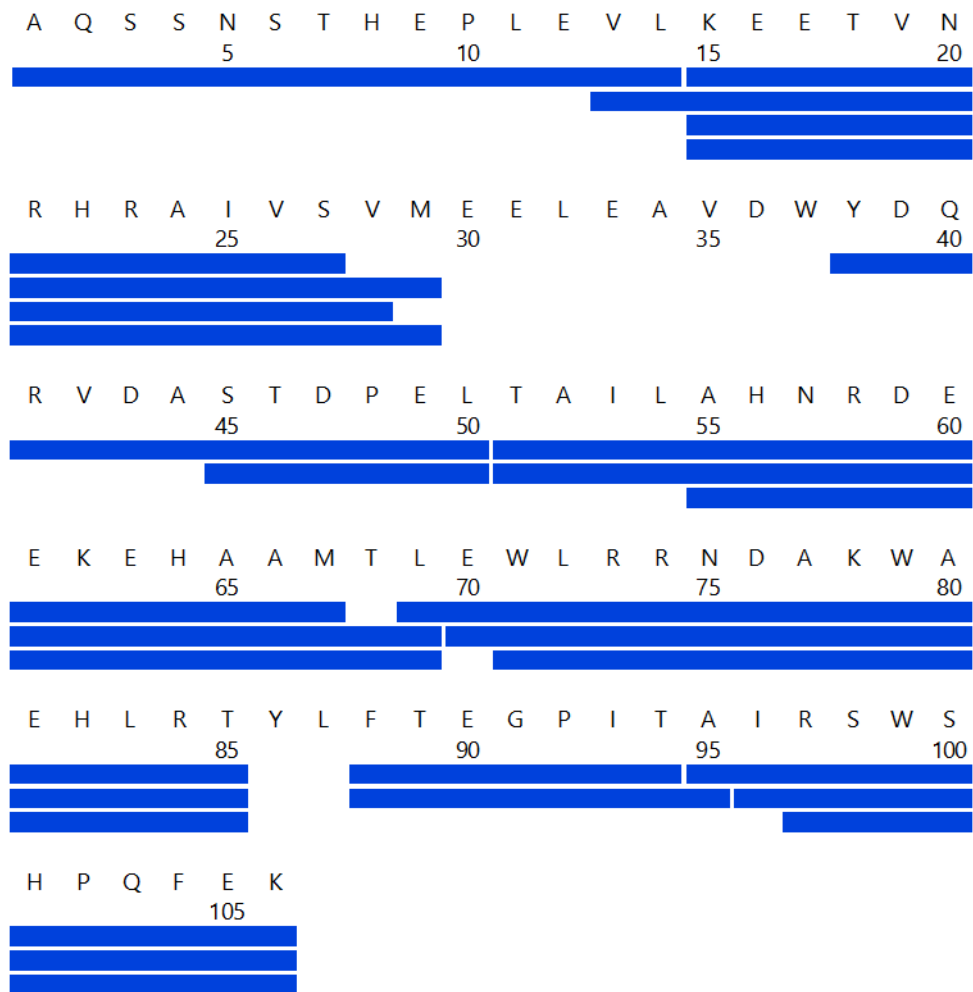 A Q S S N S T H E P L E V L K E E T V N
5 10 15 20
R H R A I V S V M E E L E A V D W Y D Q
25 30 35 40
R V D A S T D P E L T A I L A H N R D E
45 50 55 60
E K E H A A M T L E W L R R N D A K W A
65 70 75 80
E H L R T Y L F T E G P I T A I R S W S
85 90 95 100
H P Q F E K
105